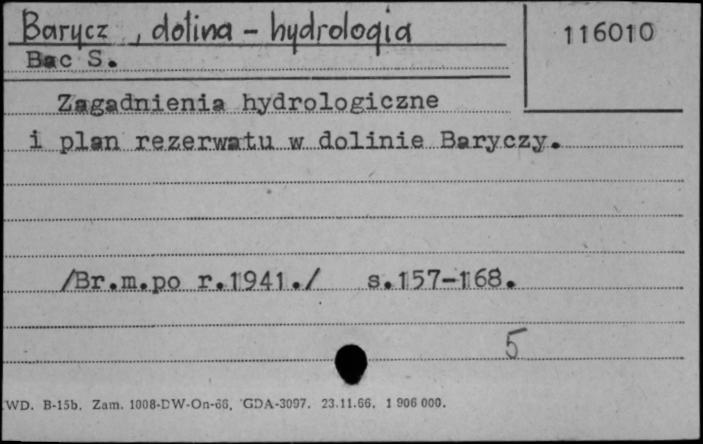 Barycz, dolina - hydrologia
116010
Bac S.
Zagadnienia hydrologiczne
i plan rezerwatu w dolinie Baryczy.
/Br.m.po r.1941./ s.157-168.
5
WD. B-15b. Zam. 1008-DW-On-66. GDA-3097. 23.11.66. 1 906 000.